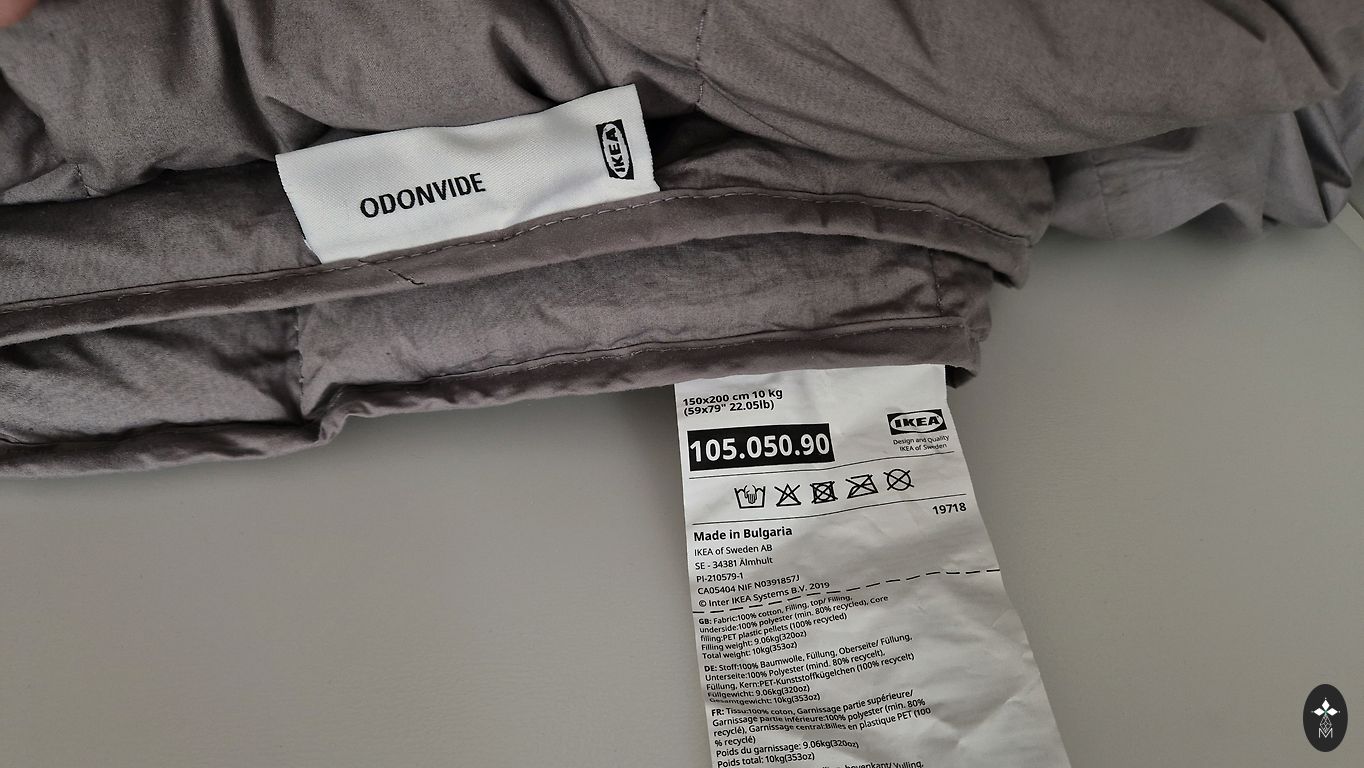 ODONVIDE
IKEA
150x200 cm 10 kg
(59x79" 22.05lb)
105.050.90
IKEA
Design and Quality
IKEA of Sweden
19718
Made in Bulgaria
IKEA of Sweden AB
SE - 34381 Älmhult
PI-210579-1
CA05404 NIF N0391857J
© Inter IKEA Systems B.V. 2019
GB: Fabric:100% cotton, Filling, top/ Filling,
underside:100% polyester (min. 80% recycled), Core
filling:PET plastic pellets (100% recycled)
Filling weight: 9.06kg(320oz)
Total weight: 10kg(353oz)
DE: Stoff:100% Baumwolle, Füllung, Oberseite/ Füllung,
Unterseite:100% Polyester (mind. 80% recycelt),
Füllung, Kern:PET-Kunststoffkügelchen (100% recycelt)
Füllgewicht: 9.06kg(320oz)
Gesamtgewicht: 10kg(353oz)
FR: Tissu:100% coton, Garnissage partie supérieure/
Garnissage partie inférieure:100% polyester (min. 80%
recyclé), Garnissage central:Billes en plastique PET (100
% recyclé)
Poids du garnissage: 9.06kg(320oz)
Poids total: 10kg(353oz)
M